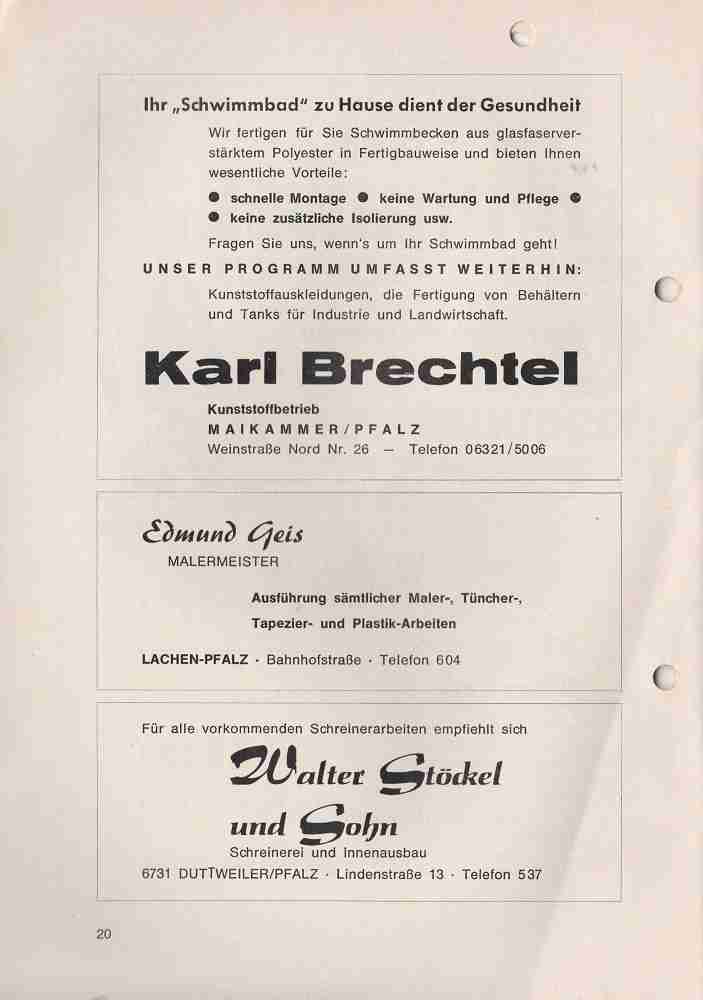 Ihr „Schwimmbad" zu Hause dient der Gesundheit
Wir fertigen für Sie Schwimmbecken aus glasfaserver-
stärktem Polyester in Fertigbauweise und bieten Ihnen
wesentliche Vorteile:
● schnelle Montage ● keine Wartung und Pflege ●
● keine zusätzliche Isolierung usw.
Fragen Sie uns, wenn's um Ihr Schwimmbad geht!
UNSER PROGRAMM UMFASST WEITERHIN:
Kunststoffauskleidungen, die Fertigung von Behältern
und Tanks für Industrie und Landwirtschaft.
Karl Brechtel
Kunststoffbetrieb
MAIKAMMER/PFALZ
Weinstraße Nord Nr. 26 — Telefon 06321/5006
Edmund Geis
MALERMEISTER
Ausführung sämtlicher Maler-, Tüncher-,
Tapezier- und Plastik-Arbeiten
LACHEN-PFALZ · Bahnhofstraße · Telefon 604
Für alle vorkommenden Schreinerarbeiten empfiehlt sich
Walter Stöckel
und Sohn
Schreinerei und Innenausbau
6731 DUTTWEILER/PFALZ · Lindenstraße 13 · Telefon 537
20